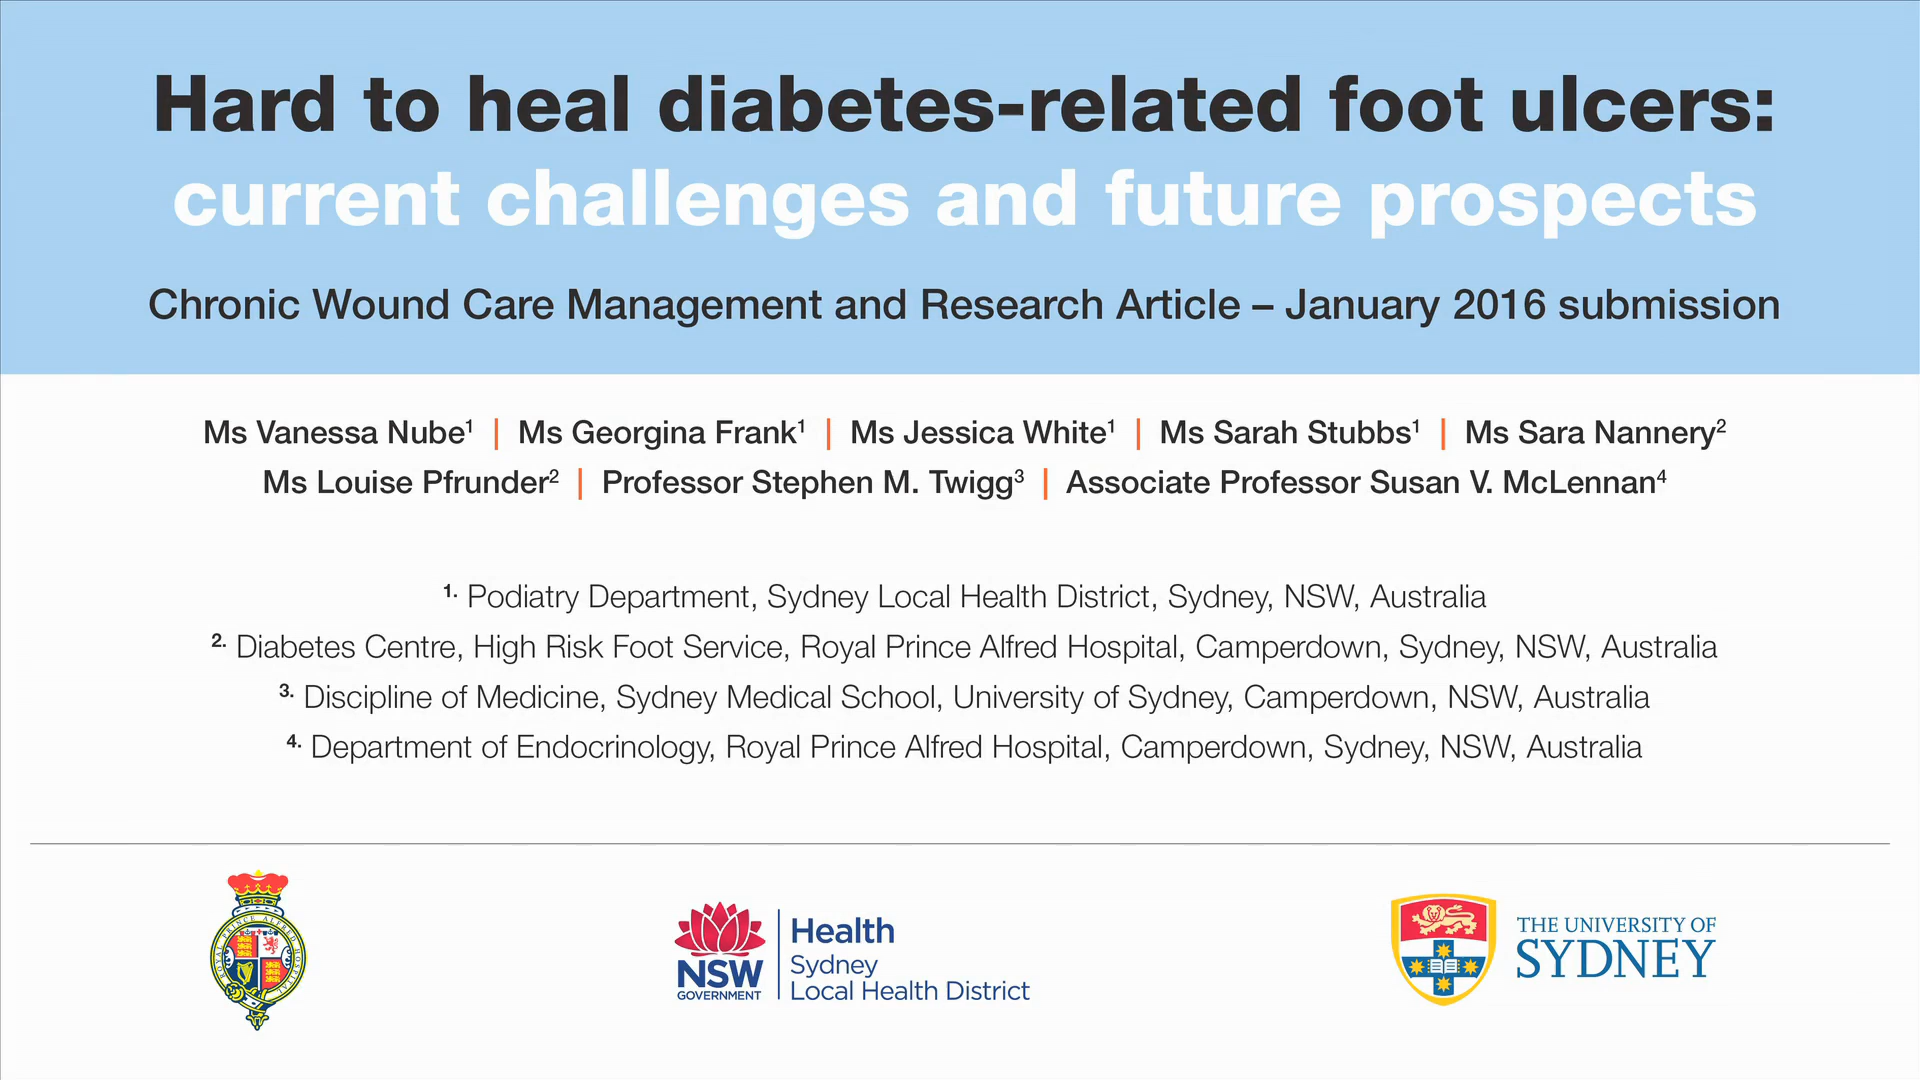 Hard to heal diabetes-related foot ulcers:
current challenges and future prospects
Chronic Wound Care Management and Research Article – January 2016 submission
Ms Vanessa Nube¹ | Ms Georgina Frank¹ | Ms Jessica White¹ | Ms Sarah Stubbs¹ | Ms Sara Nannery²
Ms Louise Pfrunder² | Professor Stephen M. Twigg³ | Associate Professor Susan V. McLennan⁴
1. Podiatry Department, Sydney Local Health District, Sydney, NSW, Australia
2. Diabetes Centre, High Risk Foot Service, Royal Prince Alfred Hospital, Camperdown, Sydney, NSW, Australia
3. Discipline of Medicine, Sydney Medical School, University of Sydney, Camperdown, NSW, Australia
4. Department of Endocrinology, Royal Prince Alfred Hospital, Camperdown, Sydney, NSW, Australia
ROYAL PRINCE ALFRED HOSPITAL
NSW
GOVERNMENT
Health
Sydney
Local Health District
THE UNIVERSITY OF
SYDNEY